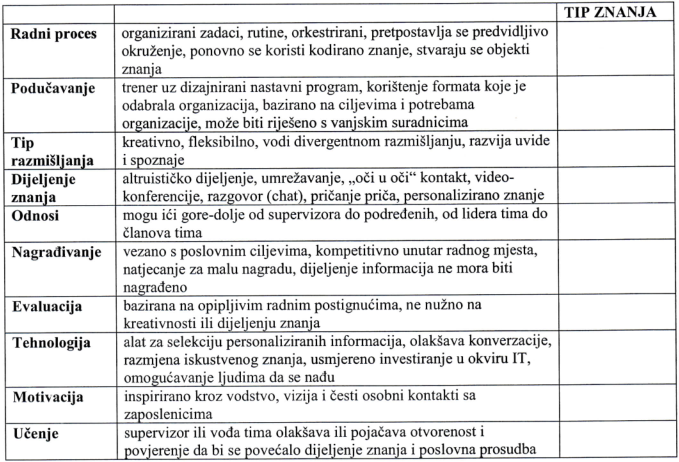 TIP ZNANJA
Radni proces organizirani zadaci, rutine, orkestrirani, pretpostavlja se predvidljivo
okruženje, ponovno se koristi kodirano znanje, stvaraju se objekti
znanja
Podučavanje trener uz dizajnirani nastavni program, korištenje formata koje je
odabrala organizacija, bazirano na ciljevima i potrebama
organizacije, može biti riješeno s vanjskim suradnicima
Tip kreativno, fleksibilno, vodi divergentnom razmišljanju, razvija uvide
razmišljanja i spoznaje
Dijeljenje altruističko dijeljenje, umrežavanje, „oči u oči“ kontakt, video-
znanja konferencije, razgovor (chat), pričanje priča, personalizirano znanje
Odnosi mogu ići gore-dolje od supervizora do podređenih, od lidera tima do
članova tima
Nagrađivanje vezano s poslovnim ciljevima, kompetitivno unutar radnog mjesta,
natjecanje za malu nagradu, dijeljenje informacija ne mora biti
nagrađeno
Evaluacija bazirana na opipljivim radnim postignućima, ne nužno na
kreativnosti ili dijeljenju znanja
Tehnologija alat za selekciju personaliziranih informacija, olakšava konverzacije,
razmjena iskustvenog znanja, usmjereno investiranje u okviru IT,
omogućavanje ljudima da se nađu
Motivacija inspirirano kroz vodstvo, vizija i česti osobni kontakti sa
zaposlenicima
Učenje supervizor ili vođa tima olakšava ili pojačava otvorenost i
povjerenje da bi se povećalo dijeljenje znanja i poslovna prosudba